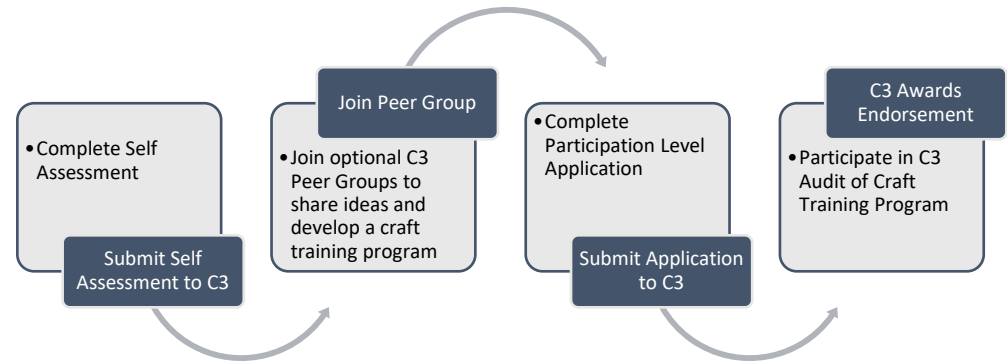 •Complete Self
Assessment
Submit Self
Assessment to C3
Join Peer Group
•Join optional C3
Peer Groups to
share ideas and
develop a craft
training program
•Complete
Participation Level
Application
Submit Application
to C3
C3 Awards
Endorsement
•Participate in C3
Audit of Craft
Training Program